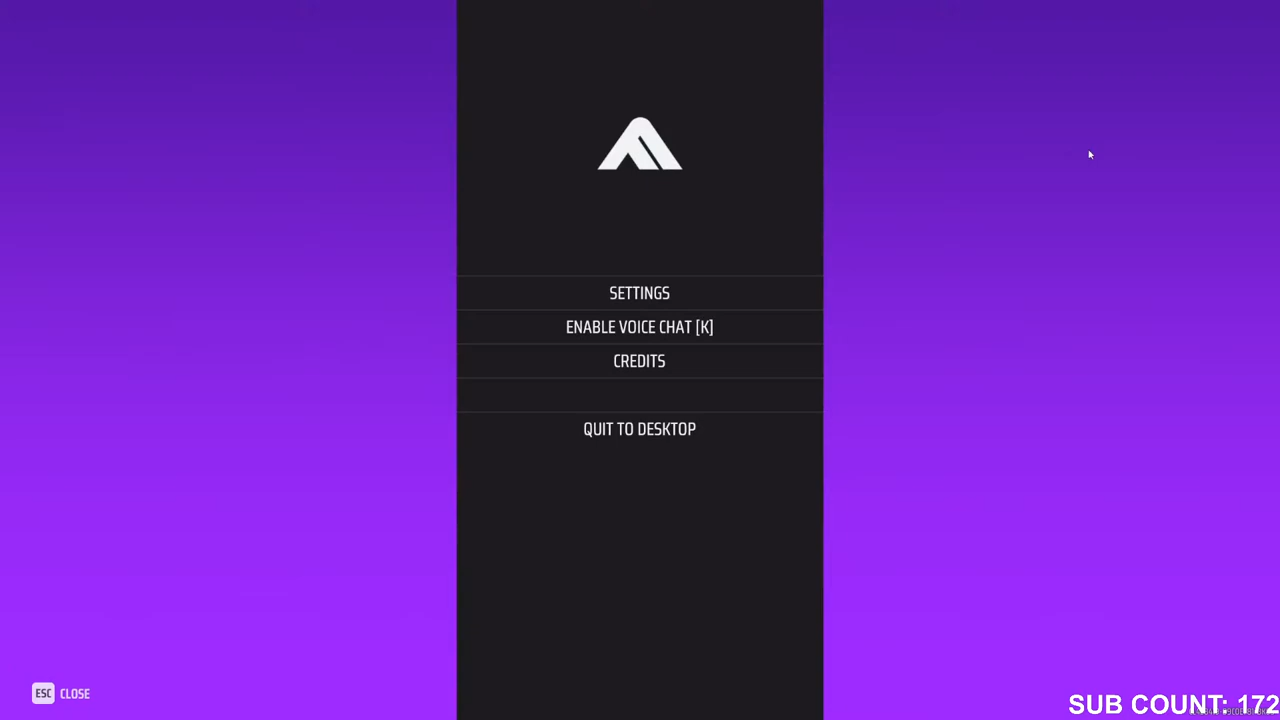 SETTINGS
ENABLE VOICE CHAT [K]
CREDITS
QUIT TO DESKTOP
ESC CLOSE
SUB COUNT: 172